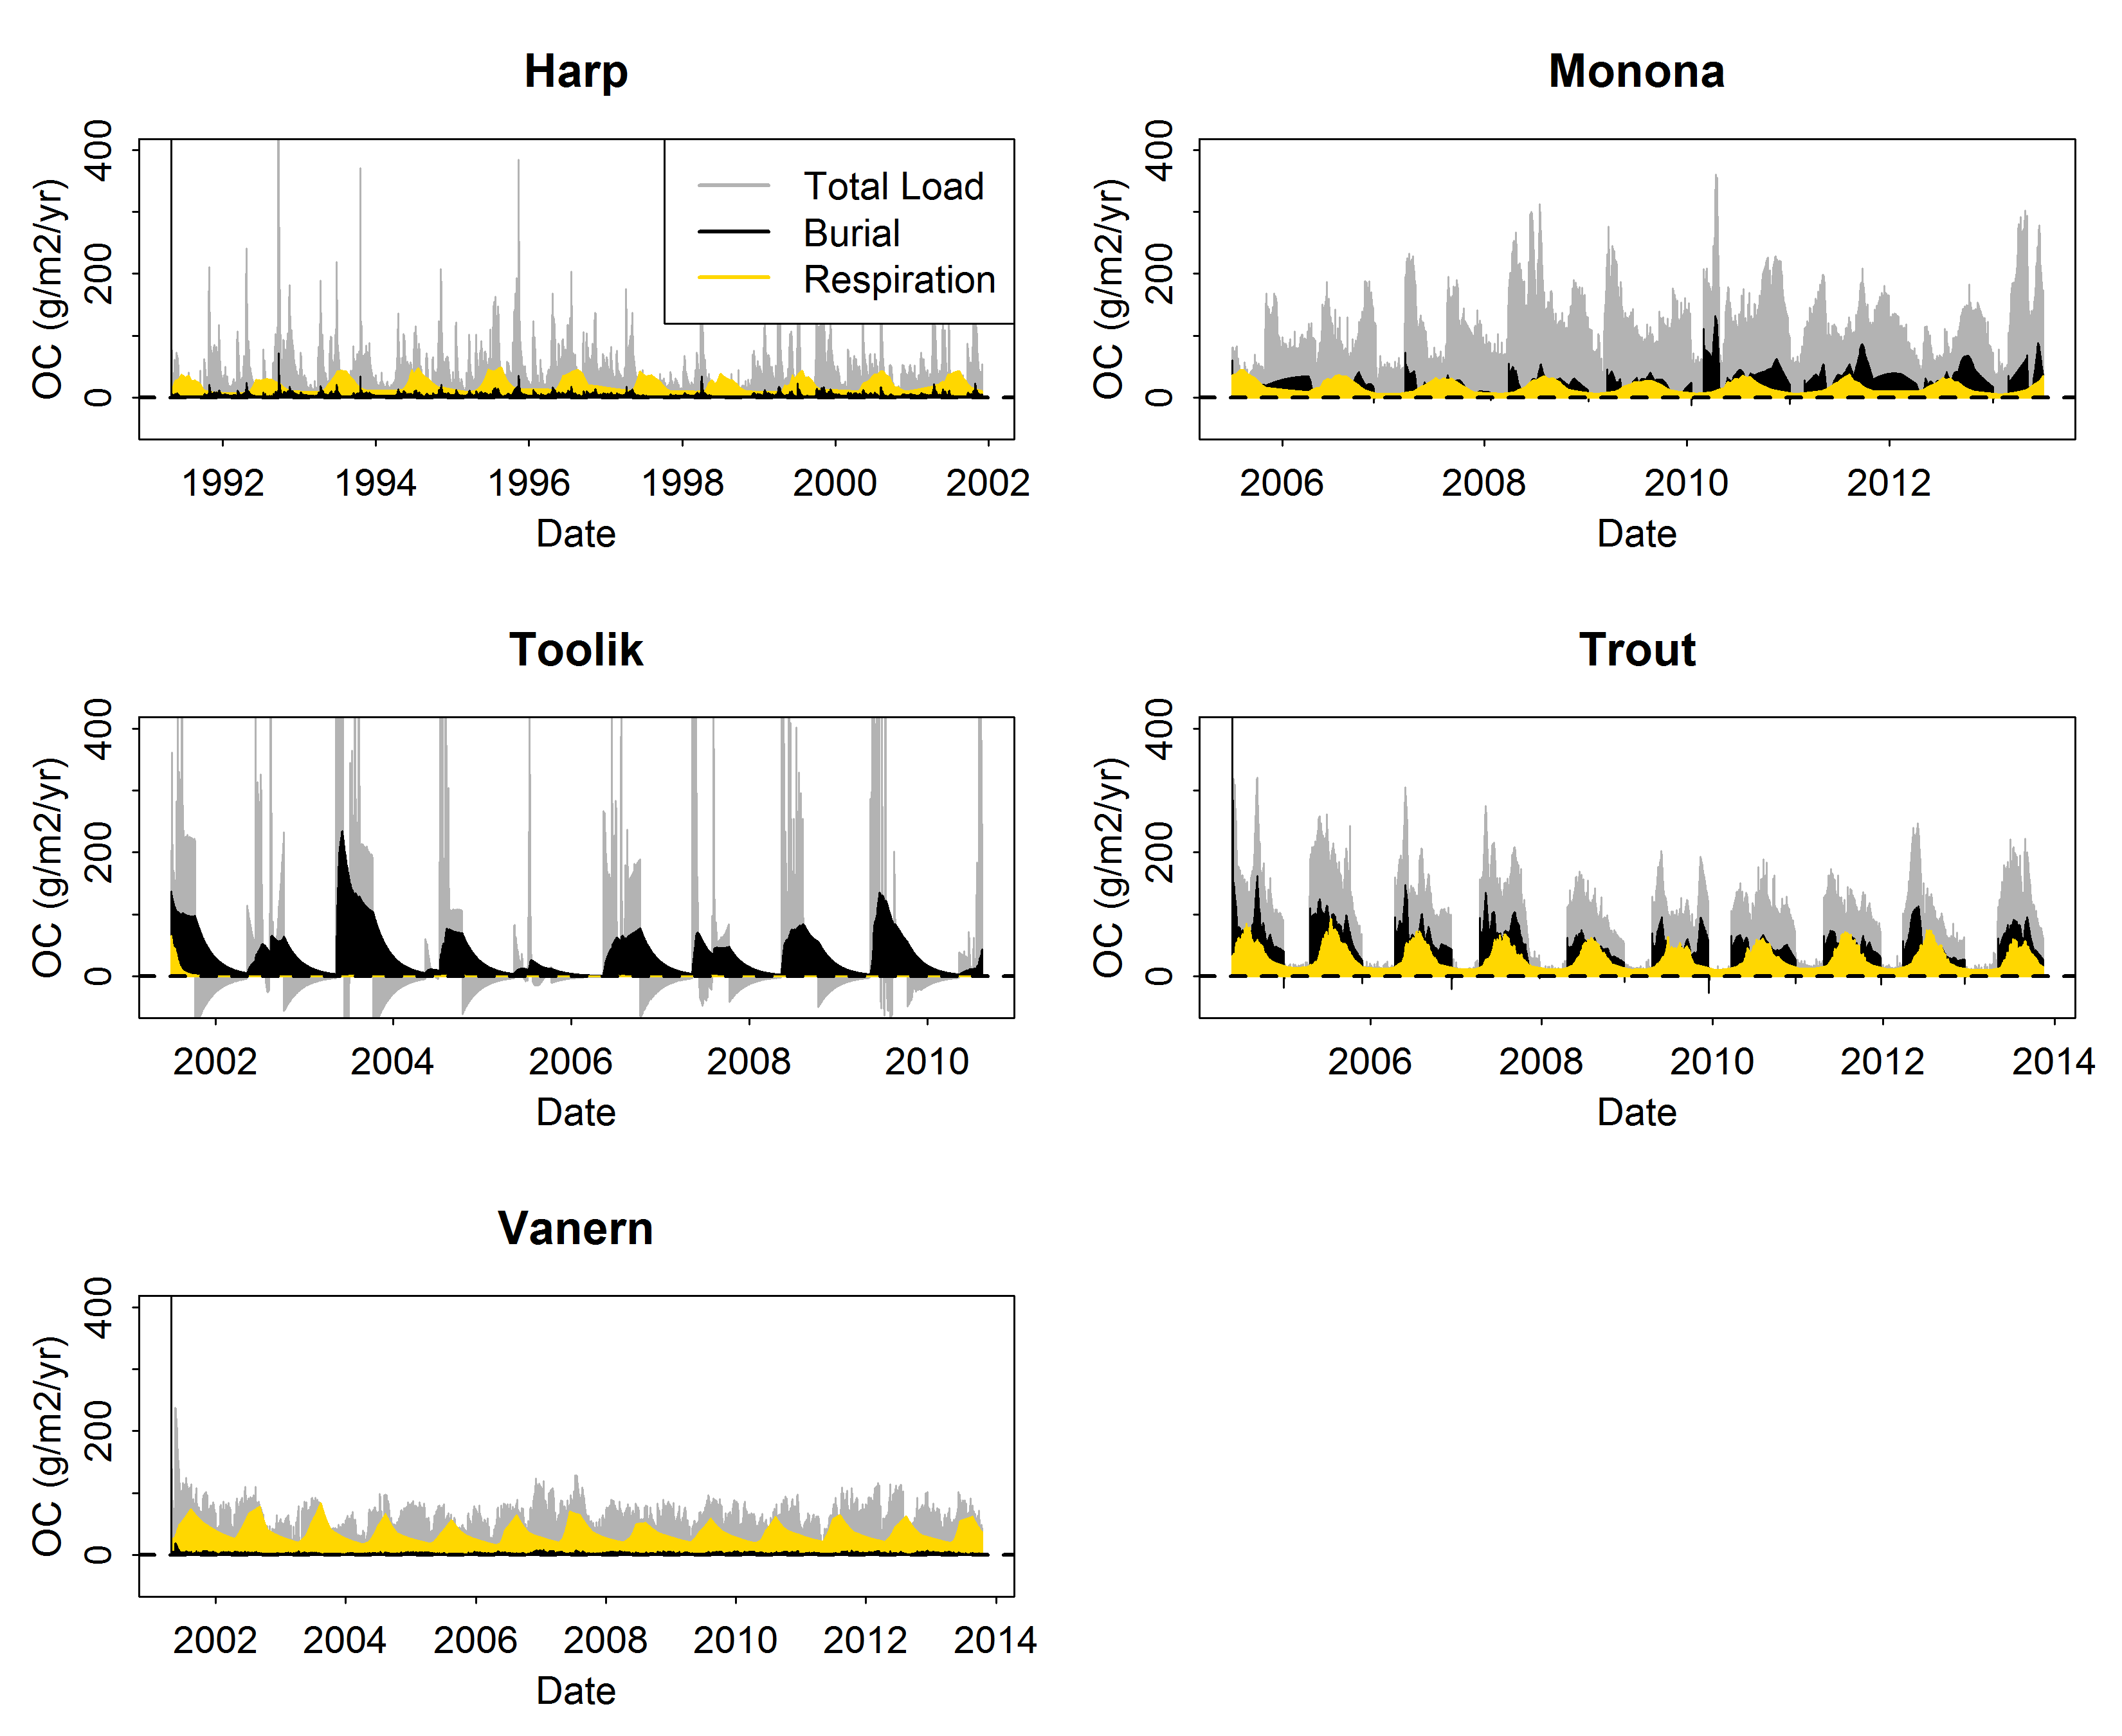 Harp
OC (g/m2/yr)
0 200 400
Total Load
Burial
Respiration
1992 1994 1996 1998 2000 2002
Date
Monona
OC (g/m2/yr)
0 200 400
2006 2008 2010 2012
Date
Toolik
OC (g/m2/yr)
0 200 400
2002 2004 2006 2008 2010
Date
Trout
OC (g/m2/yr)
0 200 400
2006 2008 2010 2012 2014
Date
Vanern
OC (g/m2/yr)
0 200 400
2002 2004 2006 2008 2010 2012 2014
Date